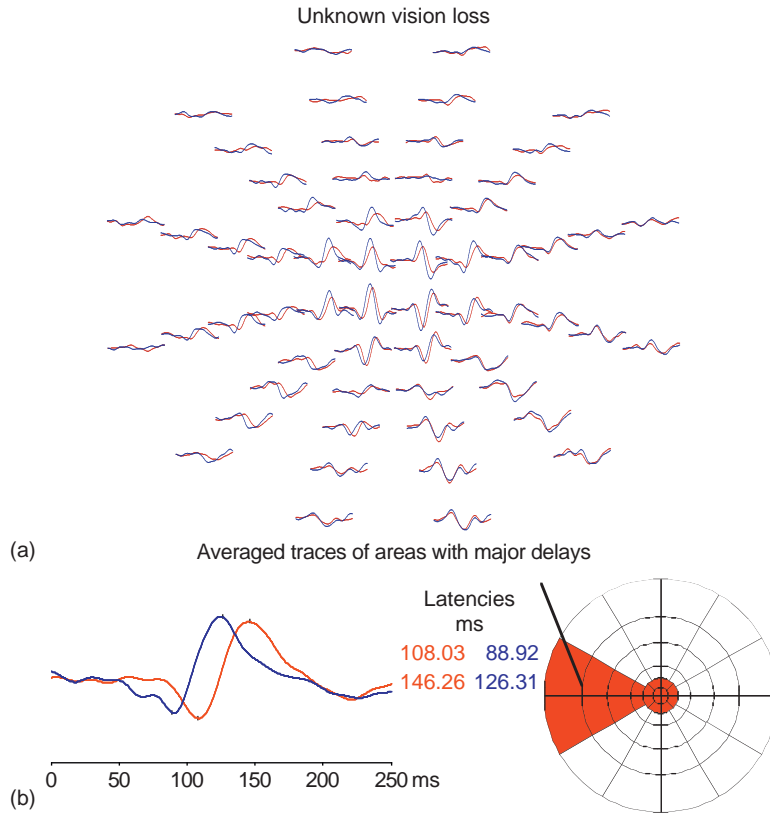 Unknown vision loss
(a)
Averaged traces of areas with major delays
Latencies
ms
108.03 88.92
146.26 126.31
0 50 100 150 200 250 ms
(b)